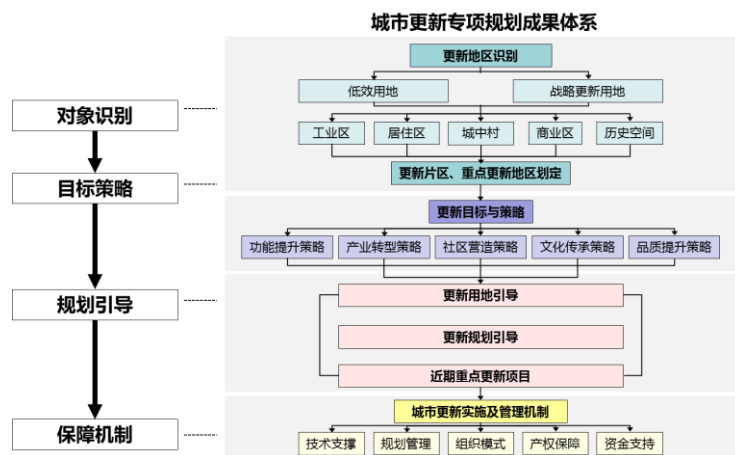 城市更新专项规划成果体系
更新地区识别
低效用地
战略更新用地
对象识别
工业区
居住区
城中村
商业区
历史空间
更新片区、重点更新地区划定
目标策略
更新目标与策略
功能提升策略
产业转型策略
社区营造策略
文化传承策略
品质提升策略
规划引导
更新用地引导
更新规划引导
近期重点更新项目
城市更新实施及管理机制
保障机制
技术支撑
规划管理
组织模式
产权保障
资金支持